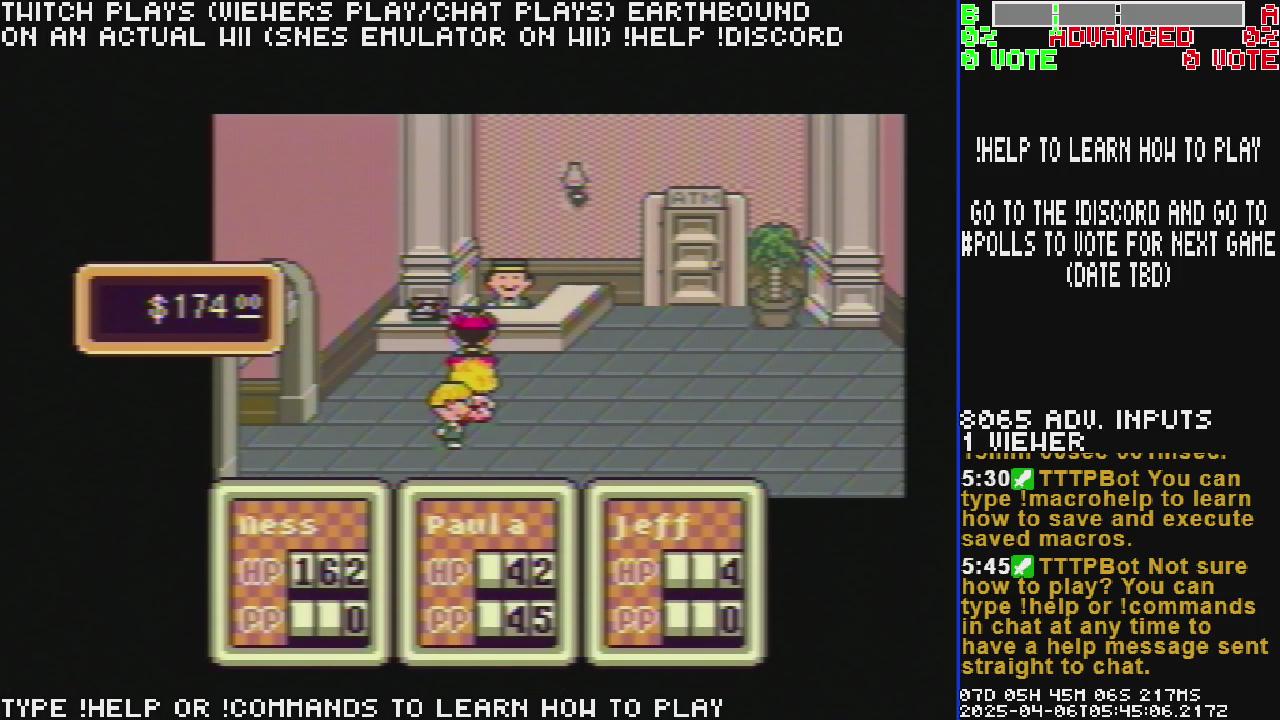 TWITCH PLAYS (VIEWERS PLAY/CHAT PLAYS) EARTHBOUND
ON AN ACTUAL WII (SNES EMULATOR ON WII) !HELP !DISCORD
B A
0% ADVANCED 0%
0 VOTE 0 VOTE
!HELP TO LEARN HOW TO PLAY
GO TO THE !DISCORD AND GO TO
#POLLS TO VOTE FOR NEXT GAME
(DATE TBD)
ATM
$174.00
Ness
HP 162
PP 0
Paula
HP 42
PP 45
Jeff
HP 4
PP 0
8065 ADV. INPUTS
1 VIEWER
5:30 TTTPBot You can
type !macrohelp to learn
how to save and execute
saved macros.
5:45 TTTPBot Not sure
how to play? You can
type !help or !commands
in chat at any time to
have a help message sent
straight to chat.
07D 05H 45M 06S 217MS
2025-04-06T05:45:06.217Z
TYPE !HELP OR !COMMANDS TO LEARN HOW TO PLAY